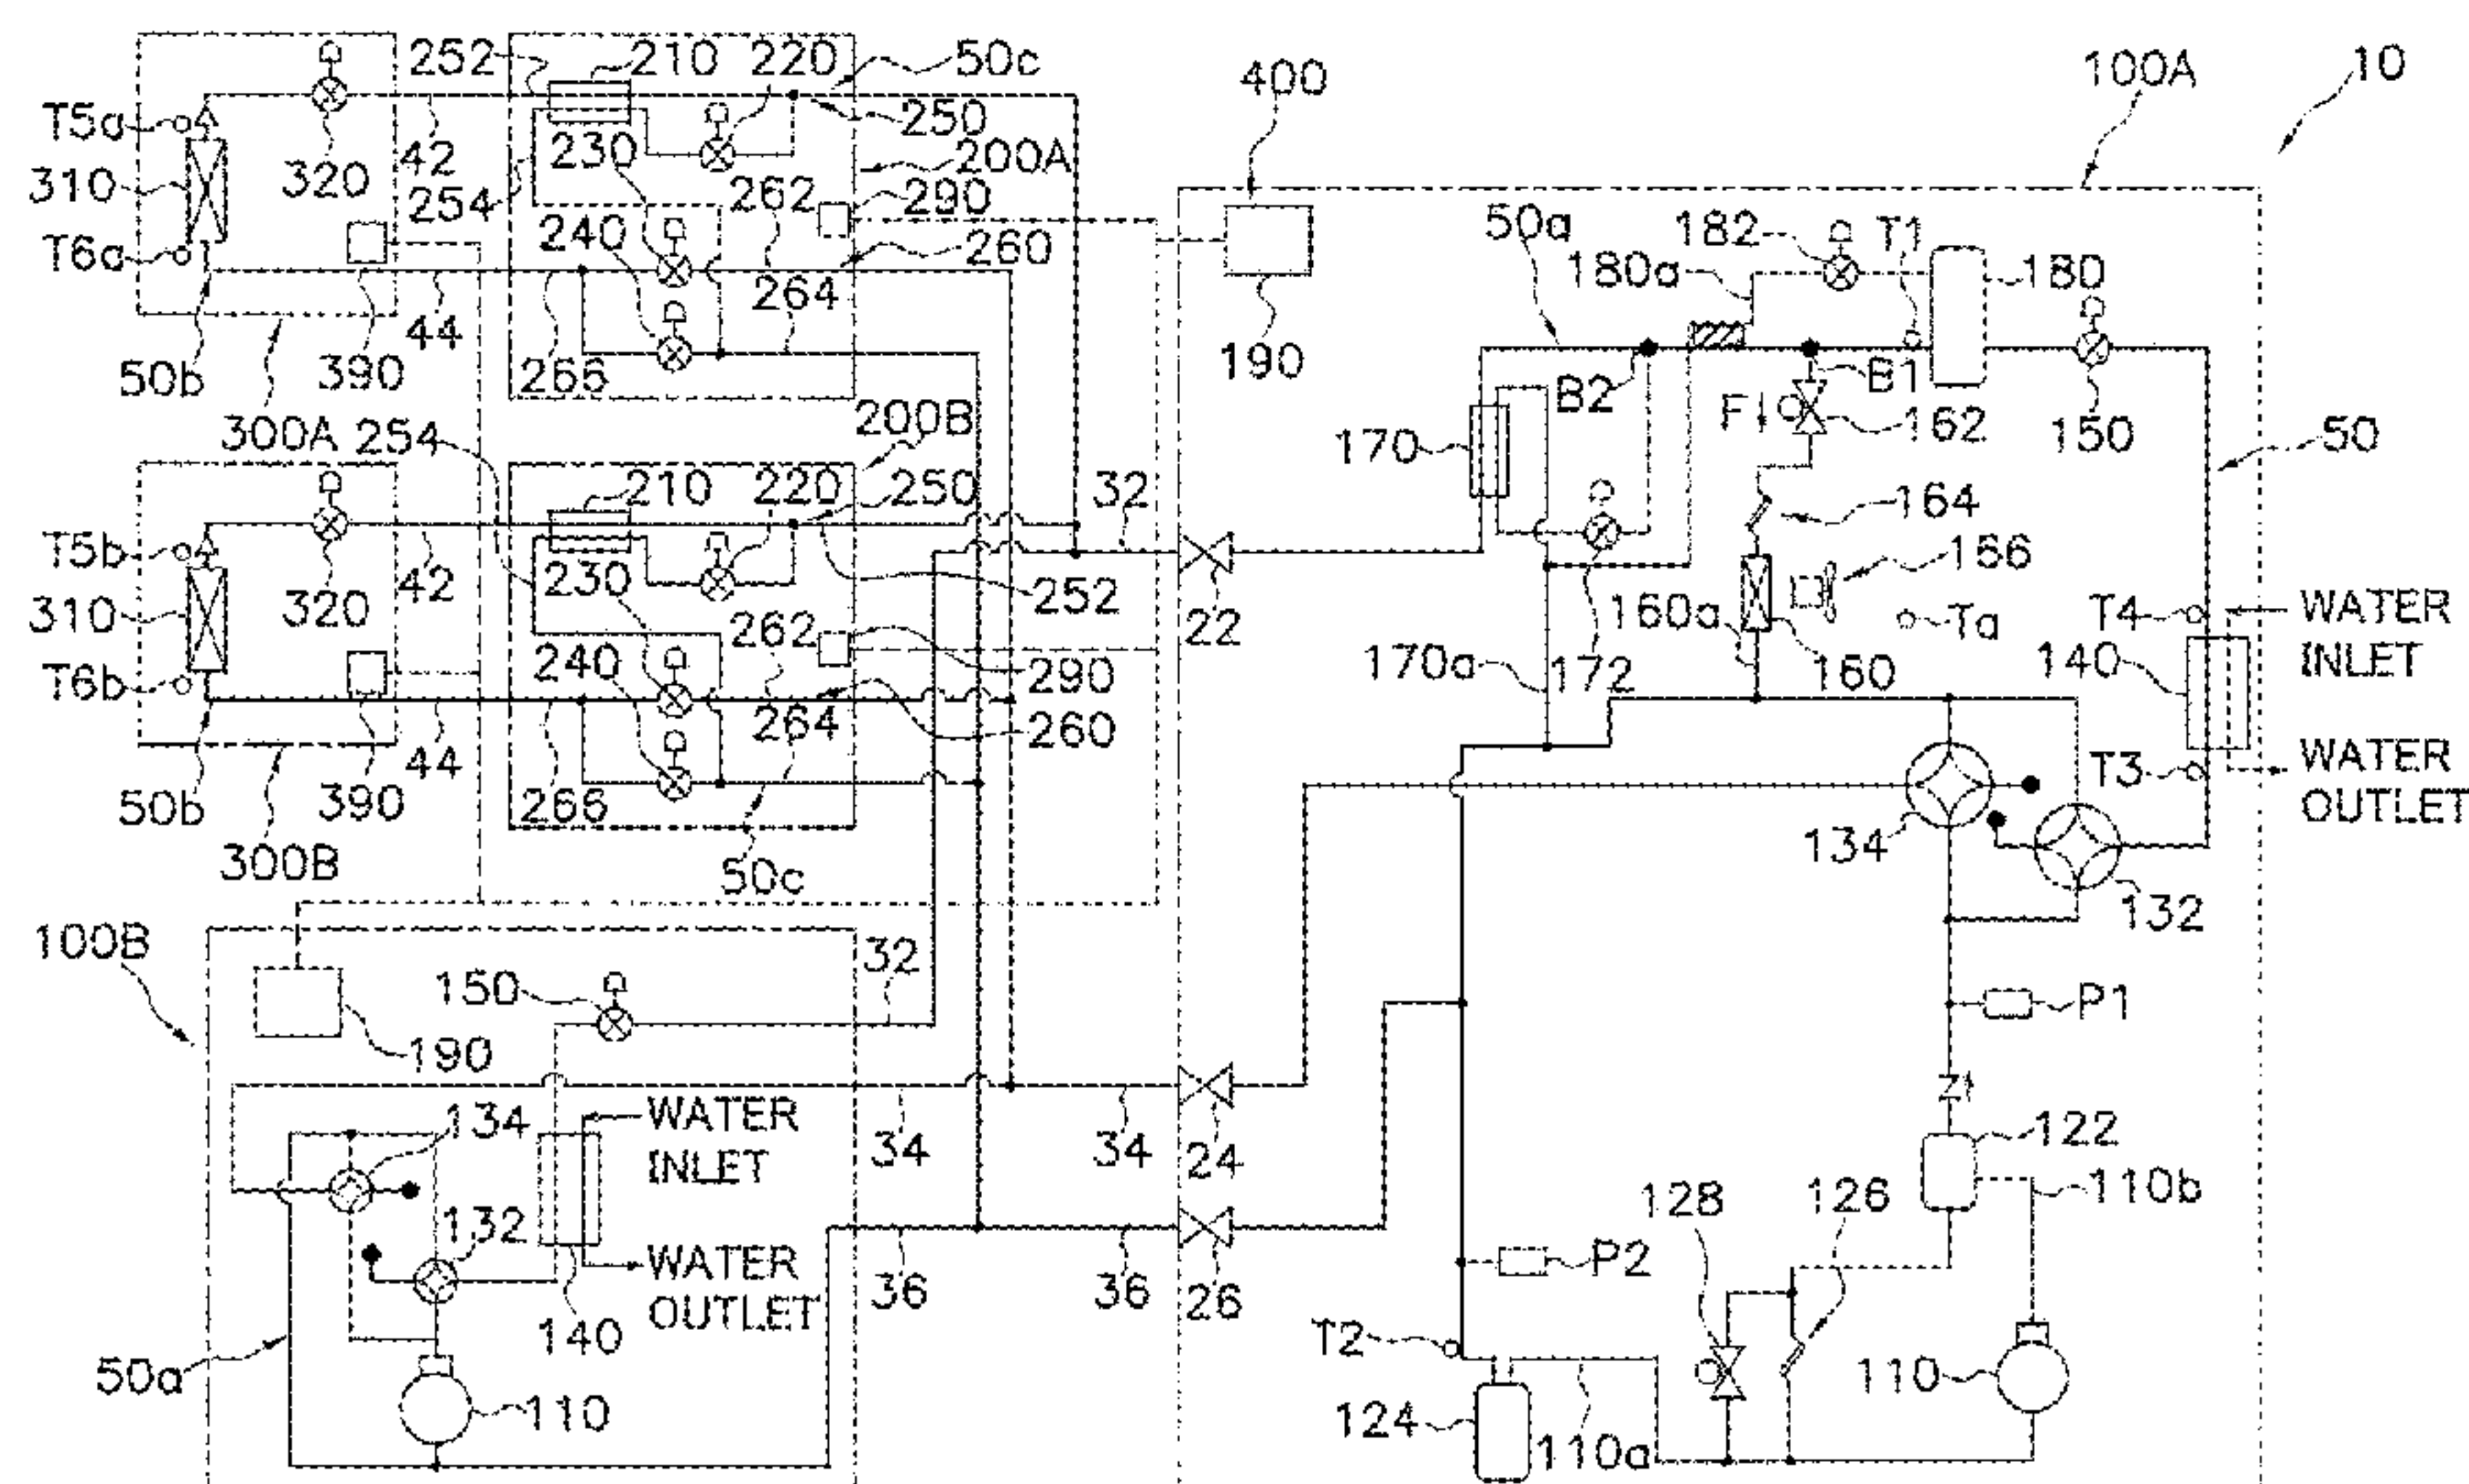 252 210 220 50c 400 100A 10
T5a 250
42 230 200A
310 320 254 262 290 50a 182 T1
T6a 240 260 180a 180
50b 390 44 266 264 190 B2 B1
300A 254 200B F 162 150 50
210 220 250 32 170
T5b 164
42 230 252 166
310 320 262 22 160a Ta T4 WATER
INLET
T6b 240 290 170a 172 160 140
264 260
50b 390 44 266 T3 WATER
OUTLET
300B 50c 134
132
100B 32
150 P1
190
134 WATER
INLET
34 34 24 122
110b
132 128 126
WATER
OUTLET
36 36 26 P2
140 T2
50a 110
110 124 110a